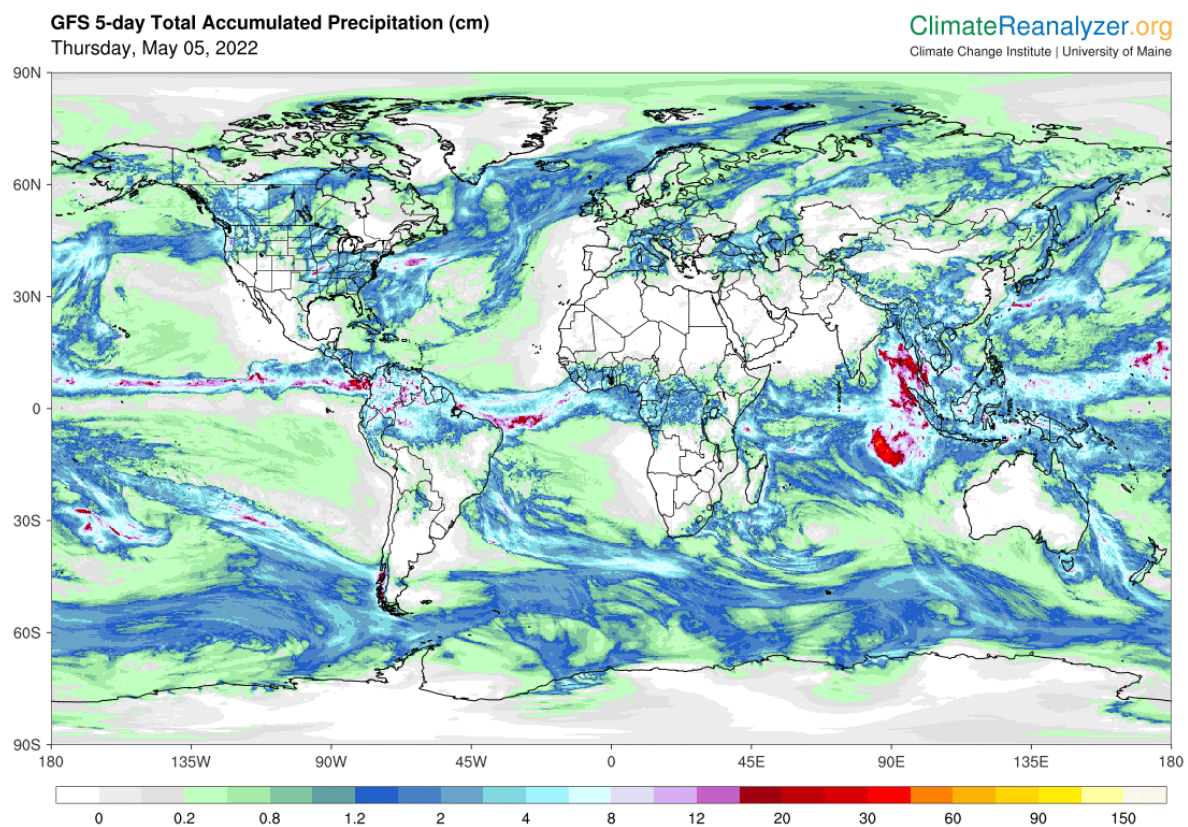 GFS 5-day Total Accumulated Precipitation (cm)
Thursday, May 05, 2022
ClimateReanalyzer.org
Climate Change Institute | University of Maine
90N
60N
30N
0
30S
60S
90S
180 135W 90W 45W 0 45E 90E 135E 180
0 0.2 0.8 1.2 2 4 8 12 20 30 60 90 150